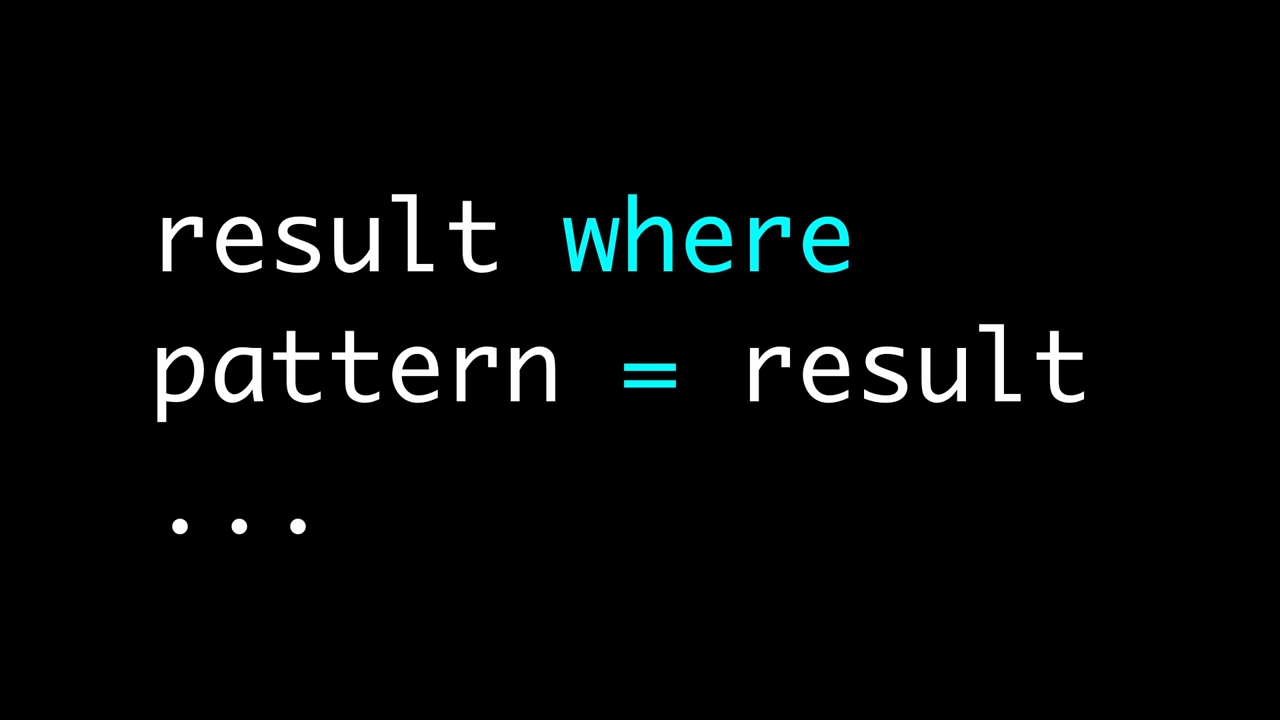 result where
pattern = result
...